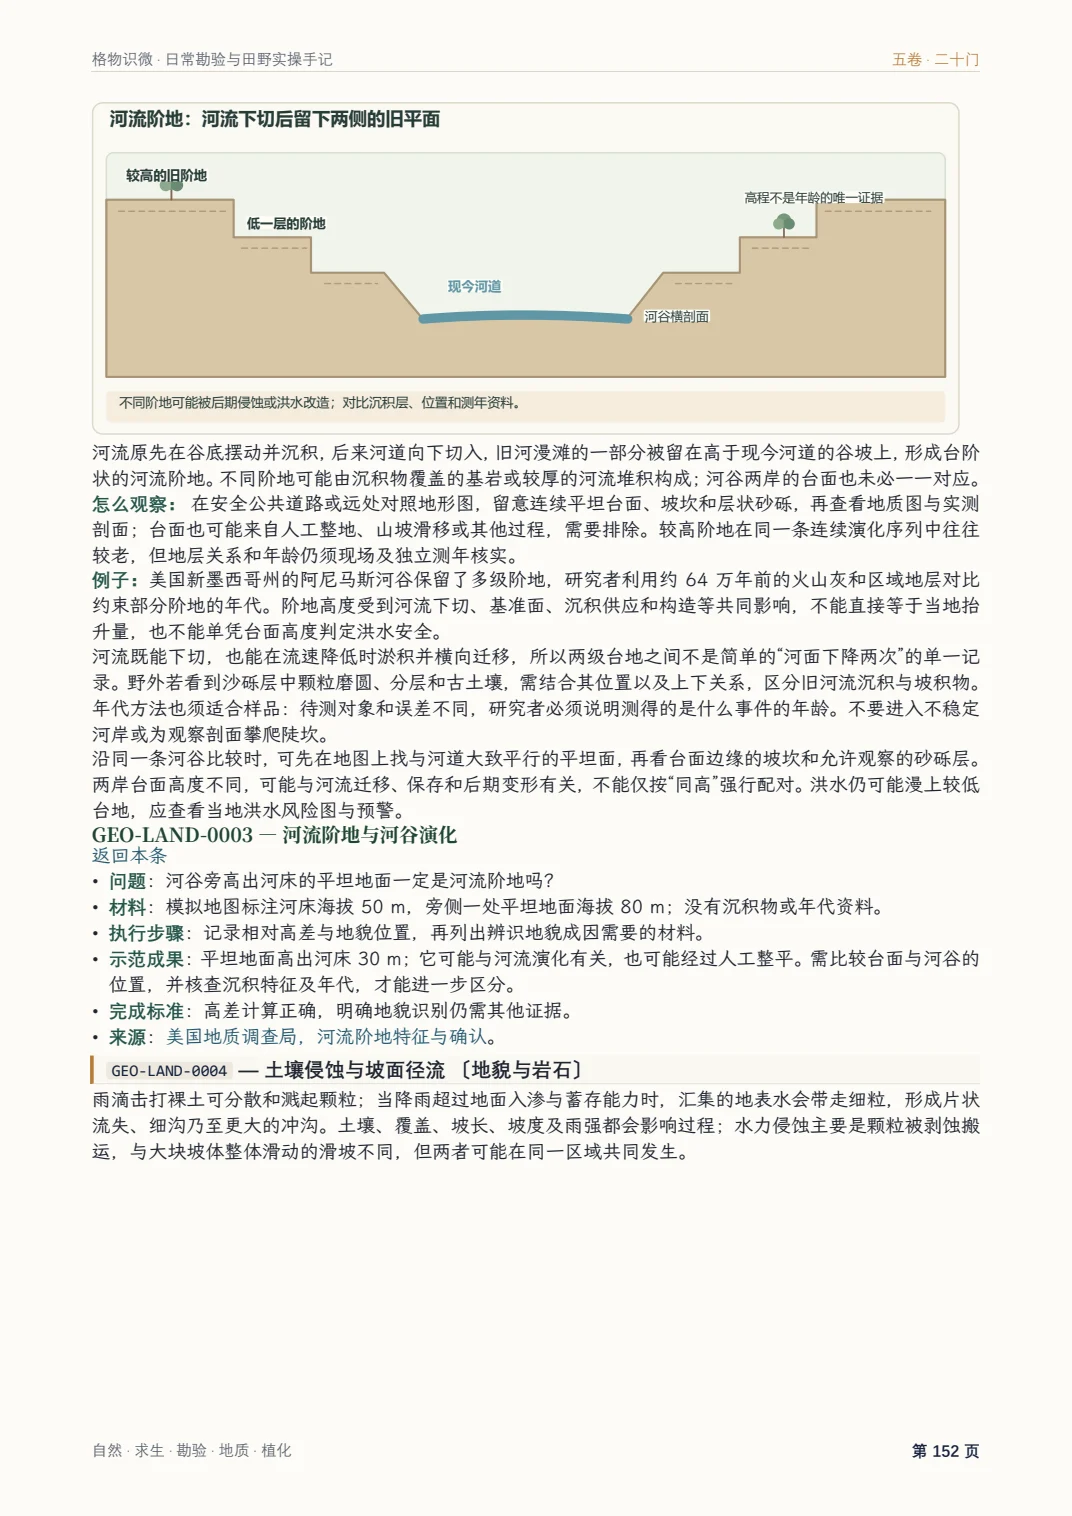 格物识微 · 日常勘验与田野实操手记
五卷 · 二十门
河流阶地：河流下切后留下两侧的旧平面
较高的旧阶地
高程不是年龄的唯一证据
低一层的阶地
现今河道
河谷横剖面
不同阶地可能被后期侵蚀或洪水改造；对比沉积层、位置和测年资料。
河流原先在谷底摆动并沉积，后来河道向下切入，旧河漫滩的一部分被留在高于现今河道的谷坡上，形成台阶
状的河流阶地。不同阶地可能由沉积物覆盖的基岩或较厚的河流堆积构成；河谷两岸的台面也未必一一对应。
怎么观察：在安全公共道路或远处对照地形图，留意连续平坦台面、坡坎和层状砂砾，再查看地质图与实测
剖面；台面也可能来自人工整地、山坡滑移或其他过程，需要排除。较高阶地在同一条连续演化序列中往往
较老，但地层关系和年龄仍须现场及独立测年核实。
例子：美国新墨西哥州的阿尼马斯河谷保留了多级阶地，研究者利用约 64 万年前的火山灰和区域地层对比
约束部分阶地的年代。阶地高度受到河流下切、基准面、沉积供应和构造等共同影响，不能直接等于当地抬
升量，也不能单凭台面高度判定洪水安全。
河流既能下切，也能在流速降低时淤积并横向迁移，所以两级台地之间不是简单的“河面下降两次”的单一记
录。野外若看到沙砾层中颗粒磨圆、分层和古土壤，需结合其位置以及上下关系，区分旧河流沉积与坡积物。
年代方法也须适合样品：待测对象和误差不同，研究者必须说明测得的是什么事件的年龄。不要进入不稳定
河岸或为观察剖面攀爬陡坎。
沿同一条河谷比较时，可先在地图上找与河道大致平行的平坦面，再看台面边缘的坡坎和允许观察的砂砾层。
两岸台面高度不同，可能与河流迁移、保存和后期变形有关，不能仅按“同高”强行配对。洪水仍可能漫上较低
台地，应查看当地洪水风险图与预警。
GEO-LAND-0003 — 河流阶地与河谷演化
返回本条
• 问题：河谷旁高出河床的平坦地面一定是河流阶地吗？
• 材料：模拟地图标注河床海拔 50 m，旁侧一处平坦地面海拔 80 m；没有沉积物或年代资料。
• 执行步骤：记录相对高差与地貌位置，再列出辨识地貌成因需要的材料。
• 示范成果：平坦地面高出河床 30 m；它可能与河流演化有关，也可能经过人工整平。需比较台面与河谷的
位置，并核查沉积特征及年代，才能进一步区分。
• 完成标准：高差计算正确，明确地貌识别仍需其他证据。
• 来源：美国地质调查局，河流阶地特征与确认。
GEO-LAND-0004 — 土壤侵蚀与坡面径流 〔地貌与岩石〕
雨滴击打裸土可分散和溅起颗粒；当降雨超过地面入渗与蓄存能力时，汇集的地表水会带走细粒，形成片状
流失、细沟乃至更大的冲沟。土壤、覆盖、坡长、坡度及雨强都会影响过程；水力侵蚀主要是颗粒被剥蚀搬
运，与大块坡体整体滑动的滑坡不同，但两者可能在同一区域共同发生。
自然 · 求生 · 勘验 · 地质 · 植化
第 152 页